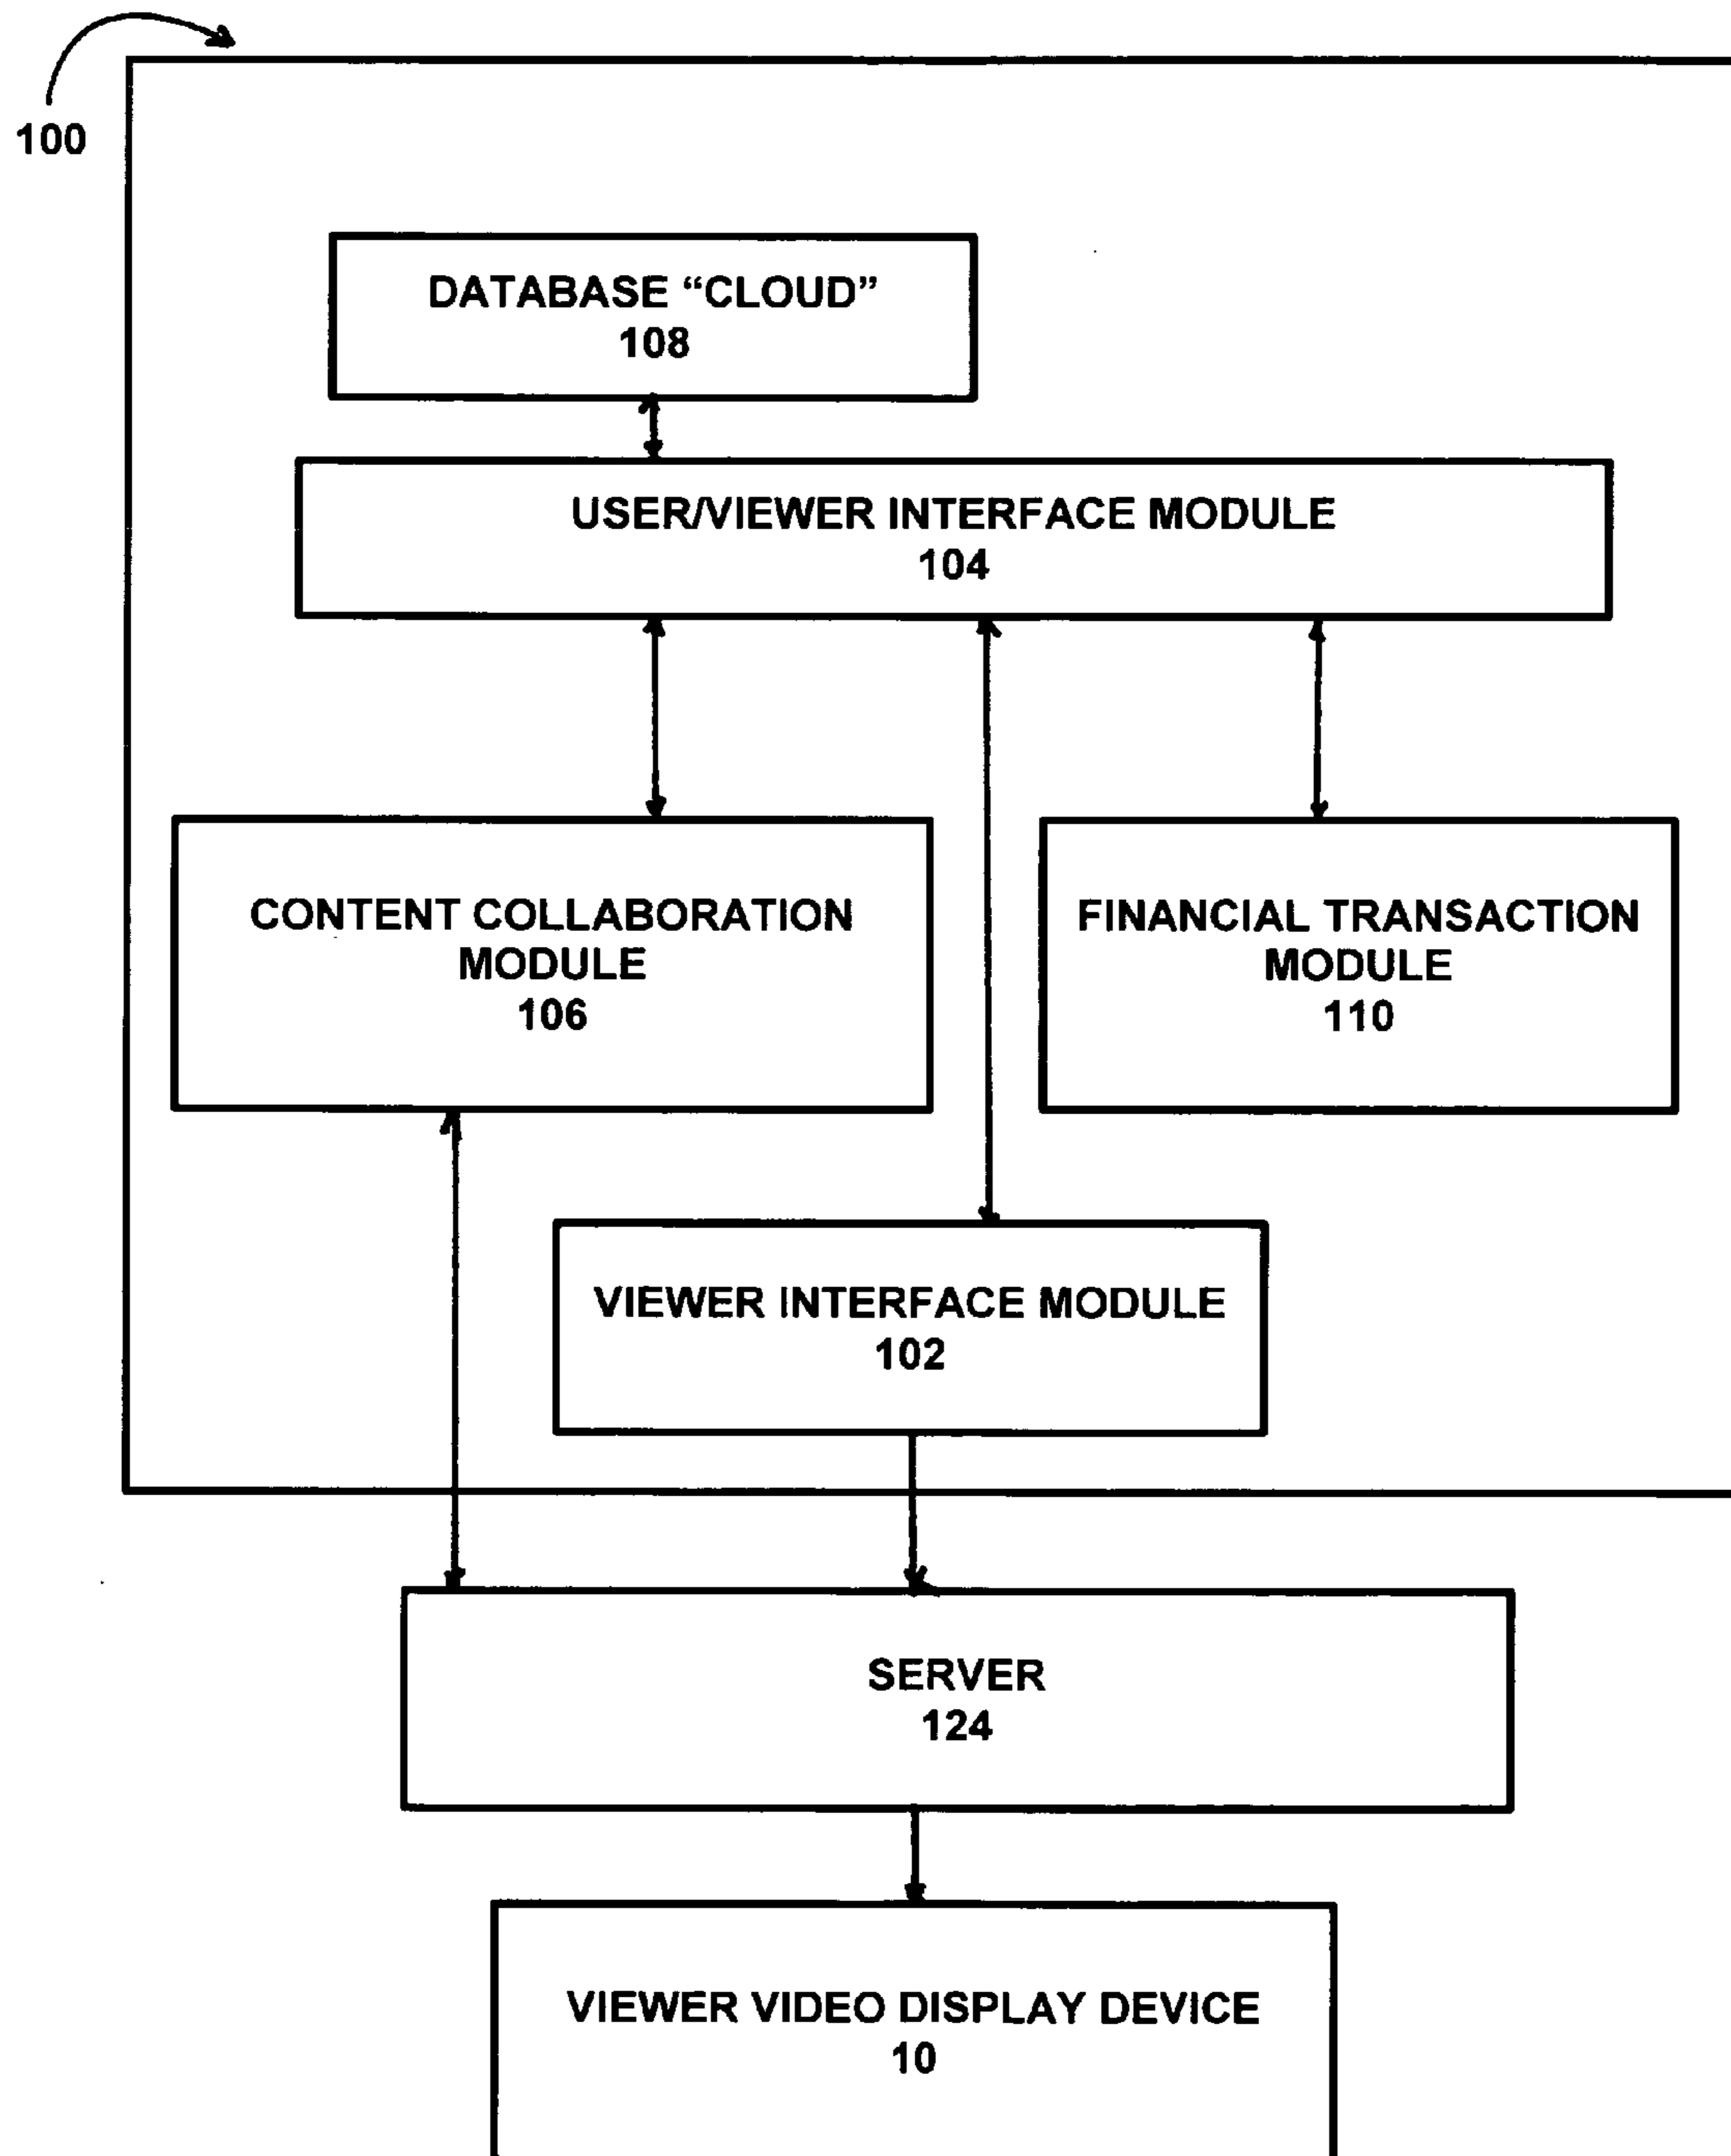 100
DATABASE “CLOUD”
108
USER/VIEWER INTERFACE MODULE
104
CONTENT COLLABORATION
MODULE
106
FINANCIAL TRANSACTION
MODULE
110
VIEWER INTERFACE MODULE
102
SERVER
124
VIEWER VIDEO DISPLAY DEVICE
10